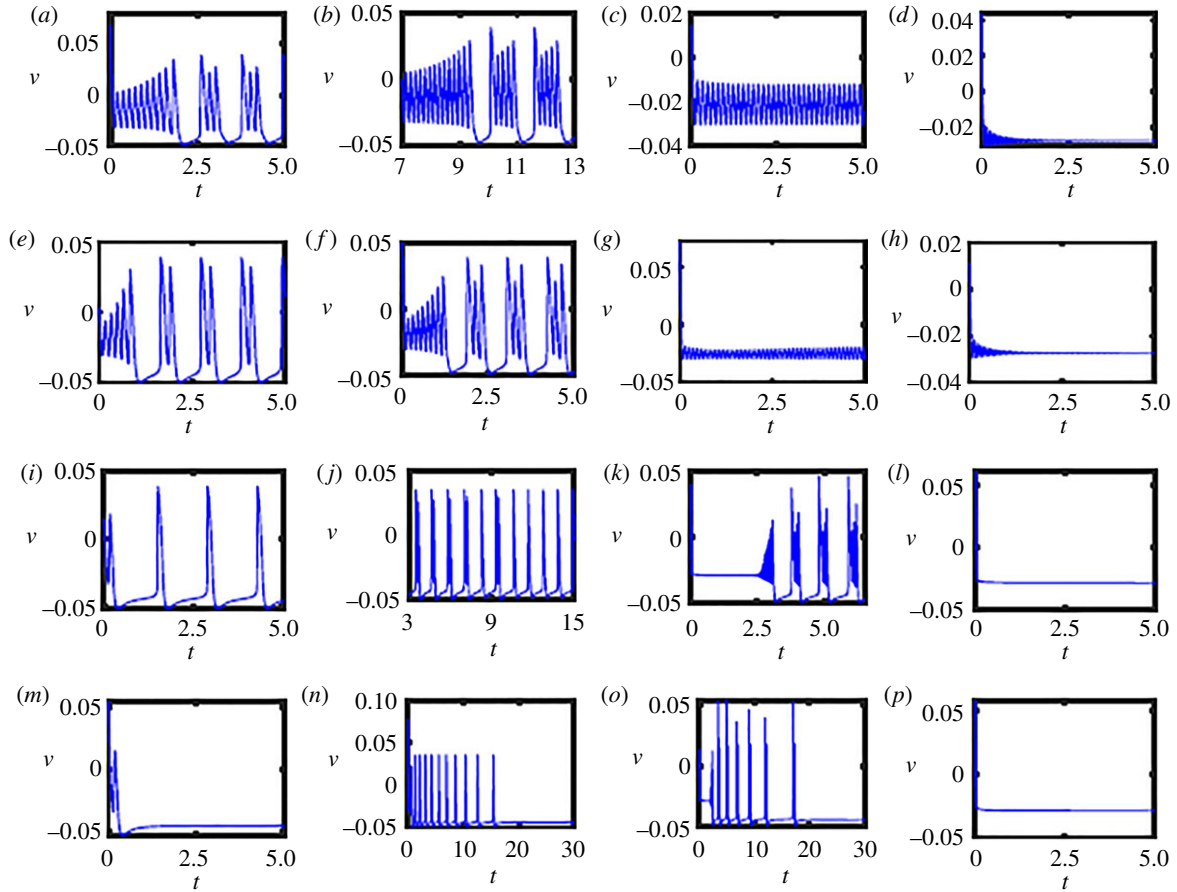 (a) (b) (c) (d)
0.05 0.05 0.02 0.04
v 0 v 0 v 0 −0.02 v 0.02 0
−0.05 −0.05 −0.04 −0.02
0 2.5 5.0 7 9 11 13 0 2.5 5.0 0 2.5 5.0
t t t t
(e) (f) (g) (h)
0.05 0.05 0.05 0.02
v 0 v 0 v 0 v 0 −0.02
−0.05 −0.05 −0.05 −0.04
0 2.5 5.0 0 2.5 5.0 0 2.5 5.0 0 2.5 5.0
t t t t
(i) (j) (k) (l)
0.05 0.05 0.05 0.05
v 0 v 0 v 0 v 0
−0.05 −0.05 −0.05 −0.05
0 2.5 5.0 3 9 15 0 2.5 5.0 0 2.5 5.0
t t t t
(m) (n) (o) (p)
0.05 0.10 0.05 0.05
v 0 v 0.05 0 v 0 v 0
−0.05 −0.05 −0.05 −0.05
0 2.5 5.0 0 10 20 30 0 10 20 30 0 2.5 5.0
t t t t